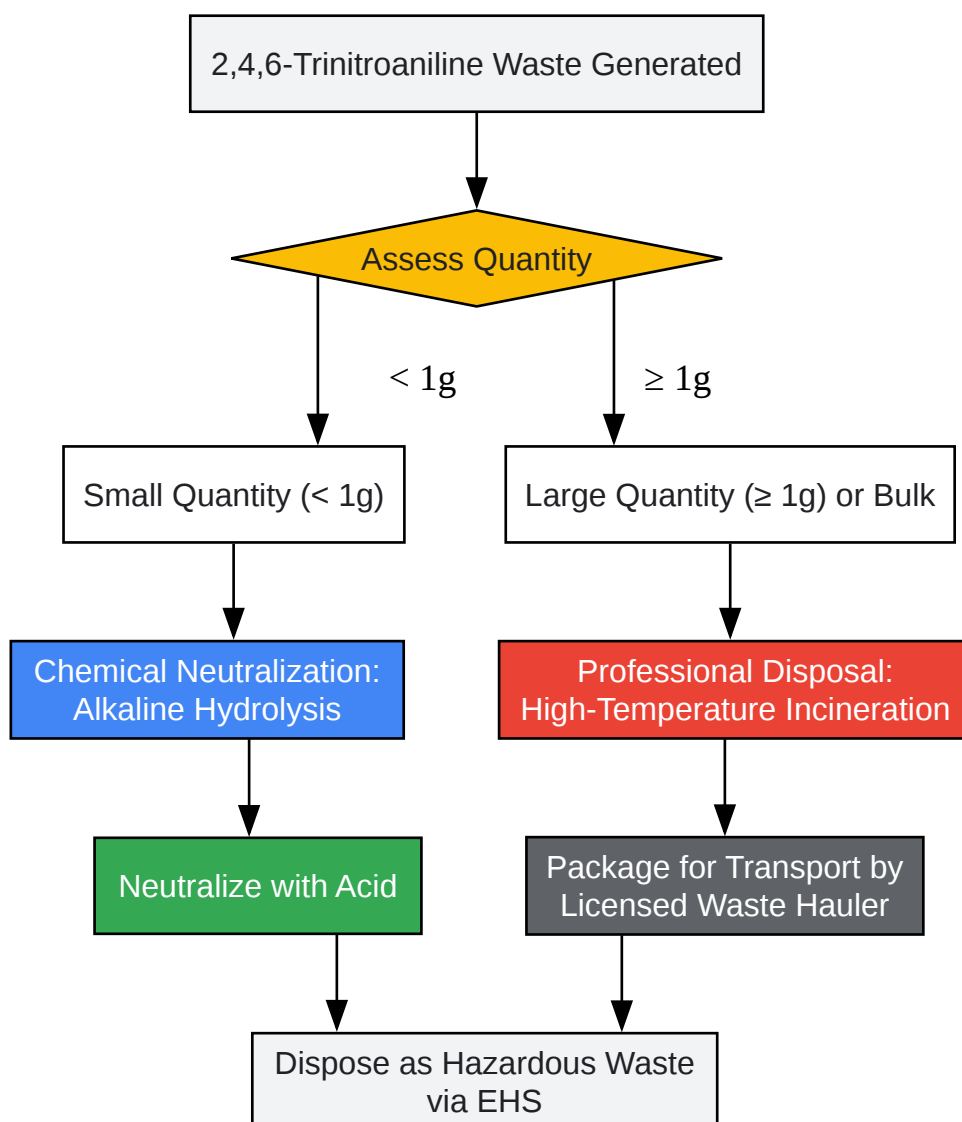 2,4,6-Trinitroaniline Waste Generated
Assess Quantity
< 1g
≥ 1g
Small Quantity (< 1g)
Large Quantity (≥ 1g) or Bulk
Chemical Neutralization:
Alkaline Hydrolysis
Professional Disposal:
High-Temperature Incineration
Neutralize with Acid
Package for Transport by
Licensed Waste Hauler
Dispose as Hazardous Waste
via EHS